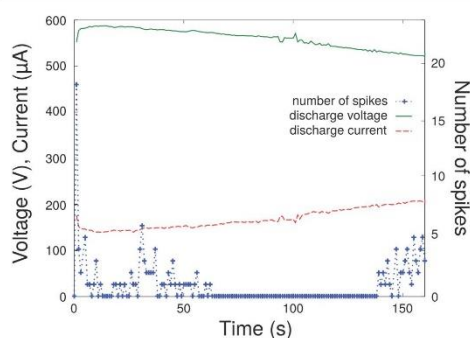 600
500
400
300
200
100
0
Voltage (V), Current (μA)
20
15
10
5
0
Number of spikes
number of spikes
discharge voltage
discharge current
0
50
100
150
Time (s)